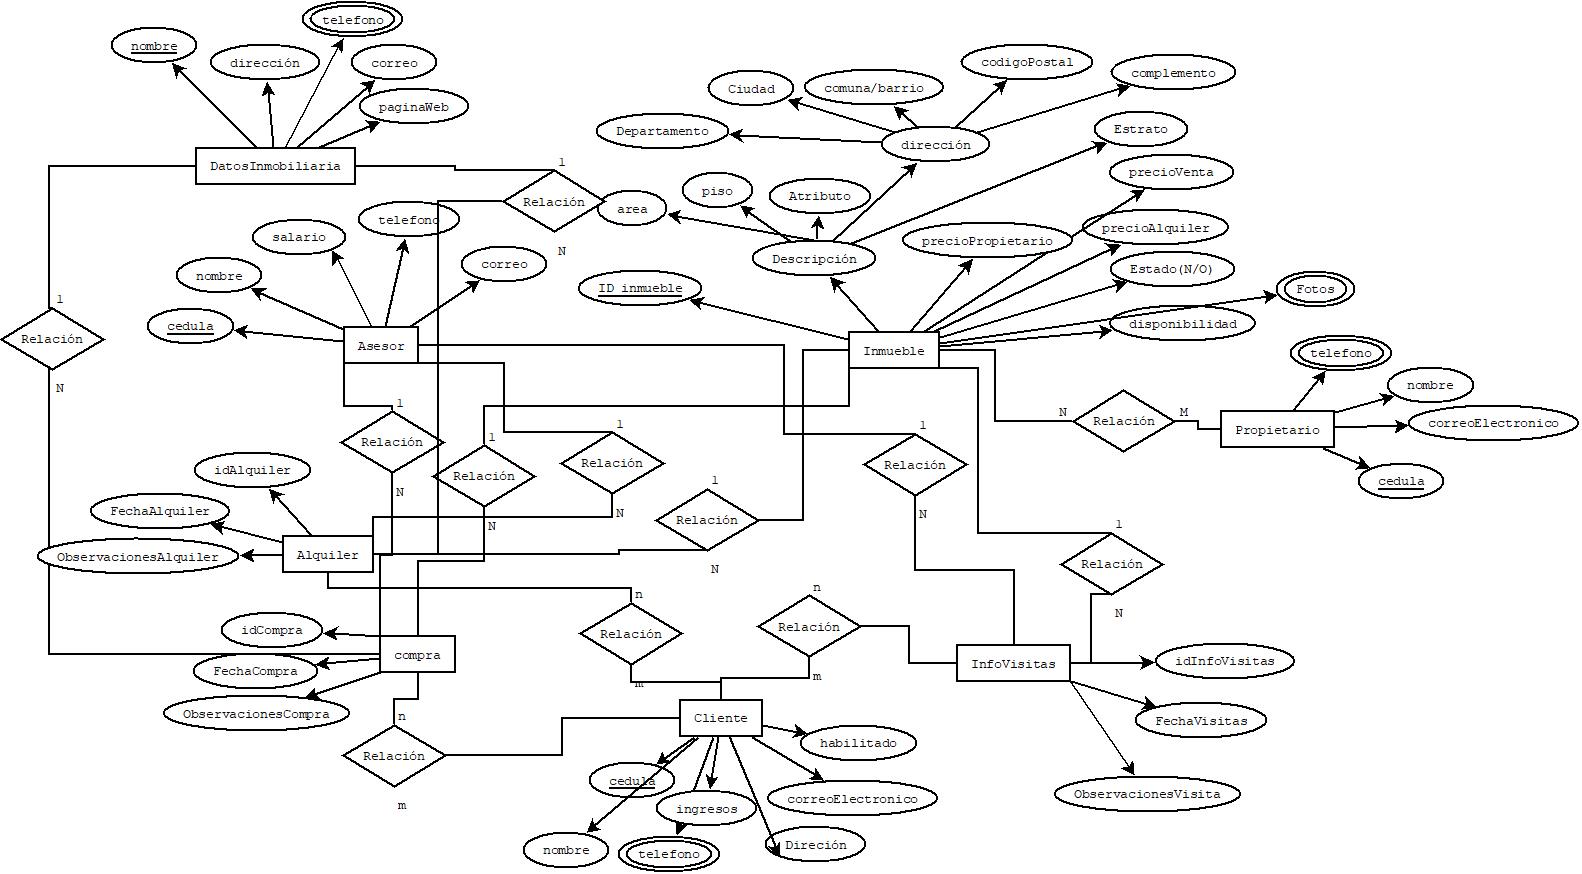 telefono
nombre
dirección
correo
paginaWeb
DatosInmobiliaria
1
Relación
N
codigoPostal
complemento
Ciudad
comuna/barrio
Departamento
dirección
Estrato
precioVenta
piso
Atributo
area
precioAlquiler
precioPropietario
Descripción
Estado(N/O)
ID inmueble
Fotos
disponibilidad
Inmueble
telefono
salario
nombre
correo
cedula
Asesor
1
Relación
N
telefono
nombre
correoElectronico
Propietario
cedula
N
Relación
M
1
Relación
N
1
Relación
N
1
Relación
N
1
Relación
N
1
Relación
N
1
Relación
N
idAlquiler
FechaAlquiler
ObservacionesAlquiler
Alquiler
n
Relación
m
n
Relación
m
idCompra
FechaCompra
ObservacionesCompra
compra
n
Relación
m
InfoVisitas
idInfoVisitas
FechaVisitas
ObservacionesVisita
Cliente
habilitado
cedula
correoElectronico
ingresos
nombre
telefono
Direción